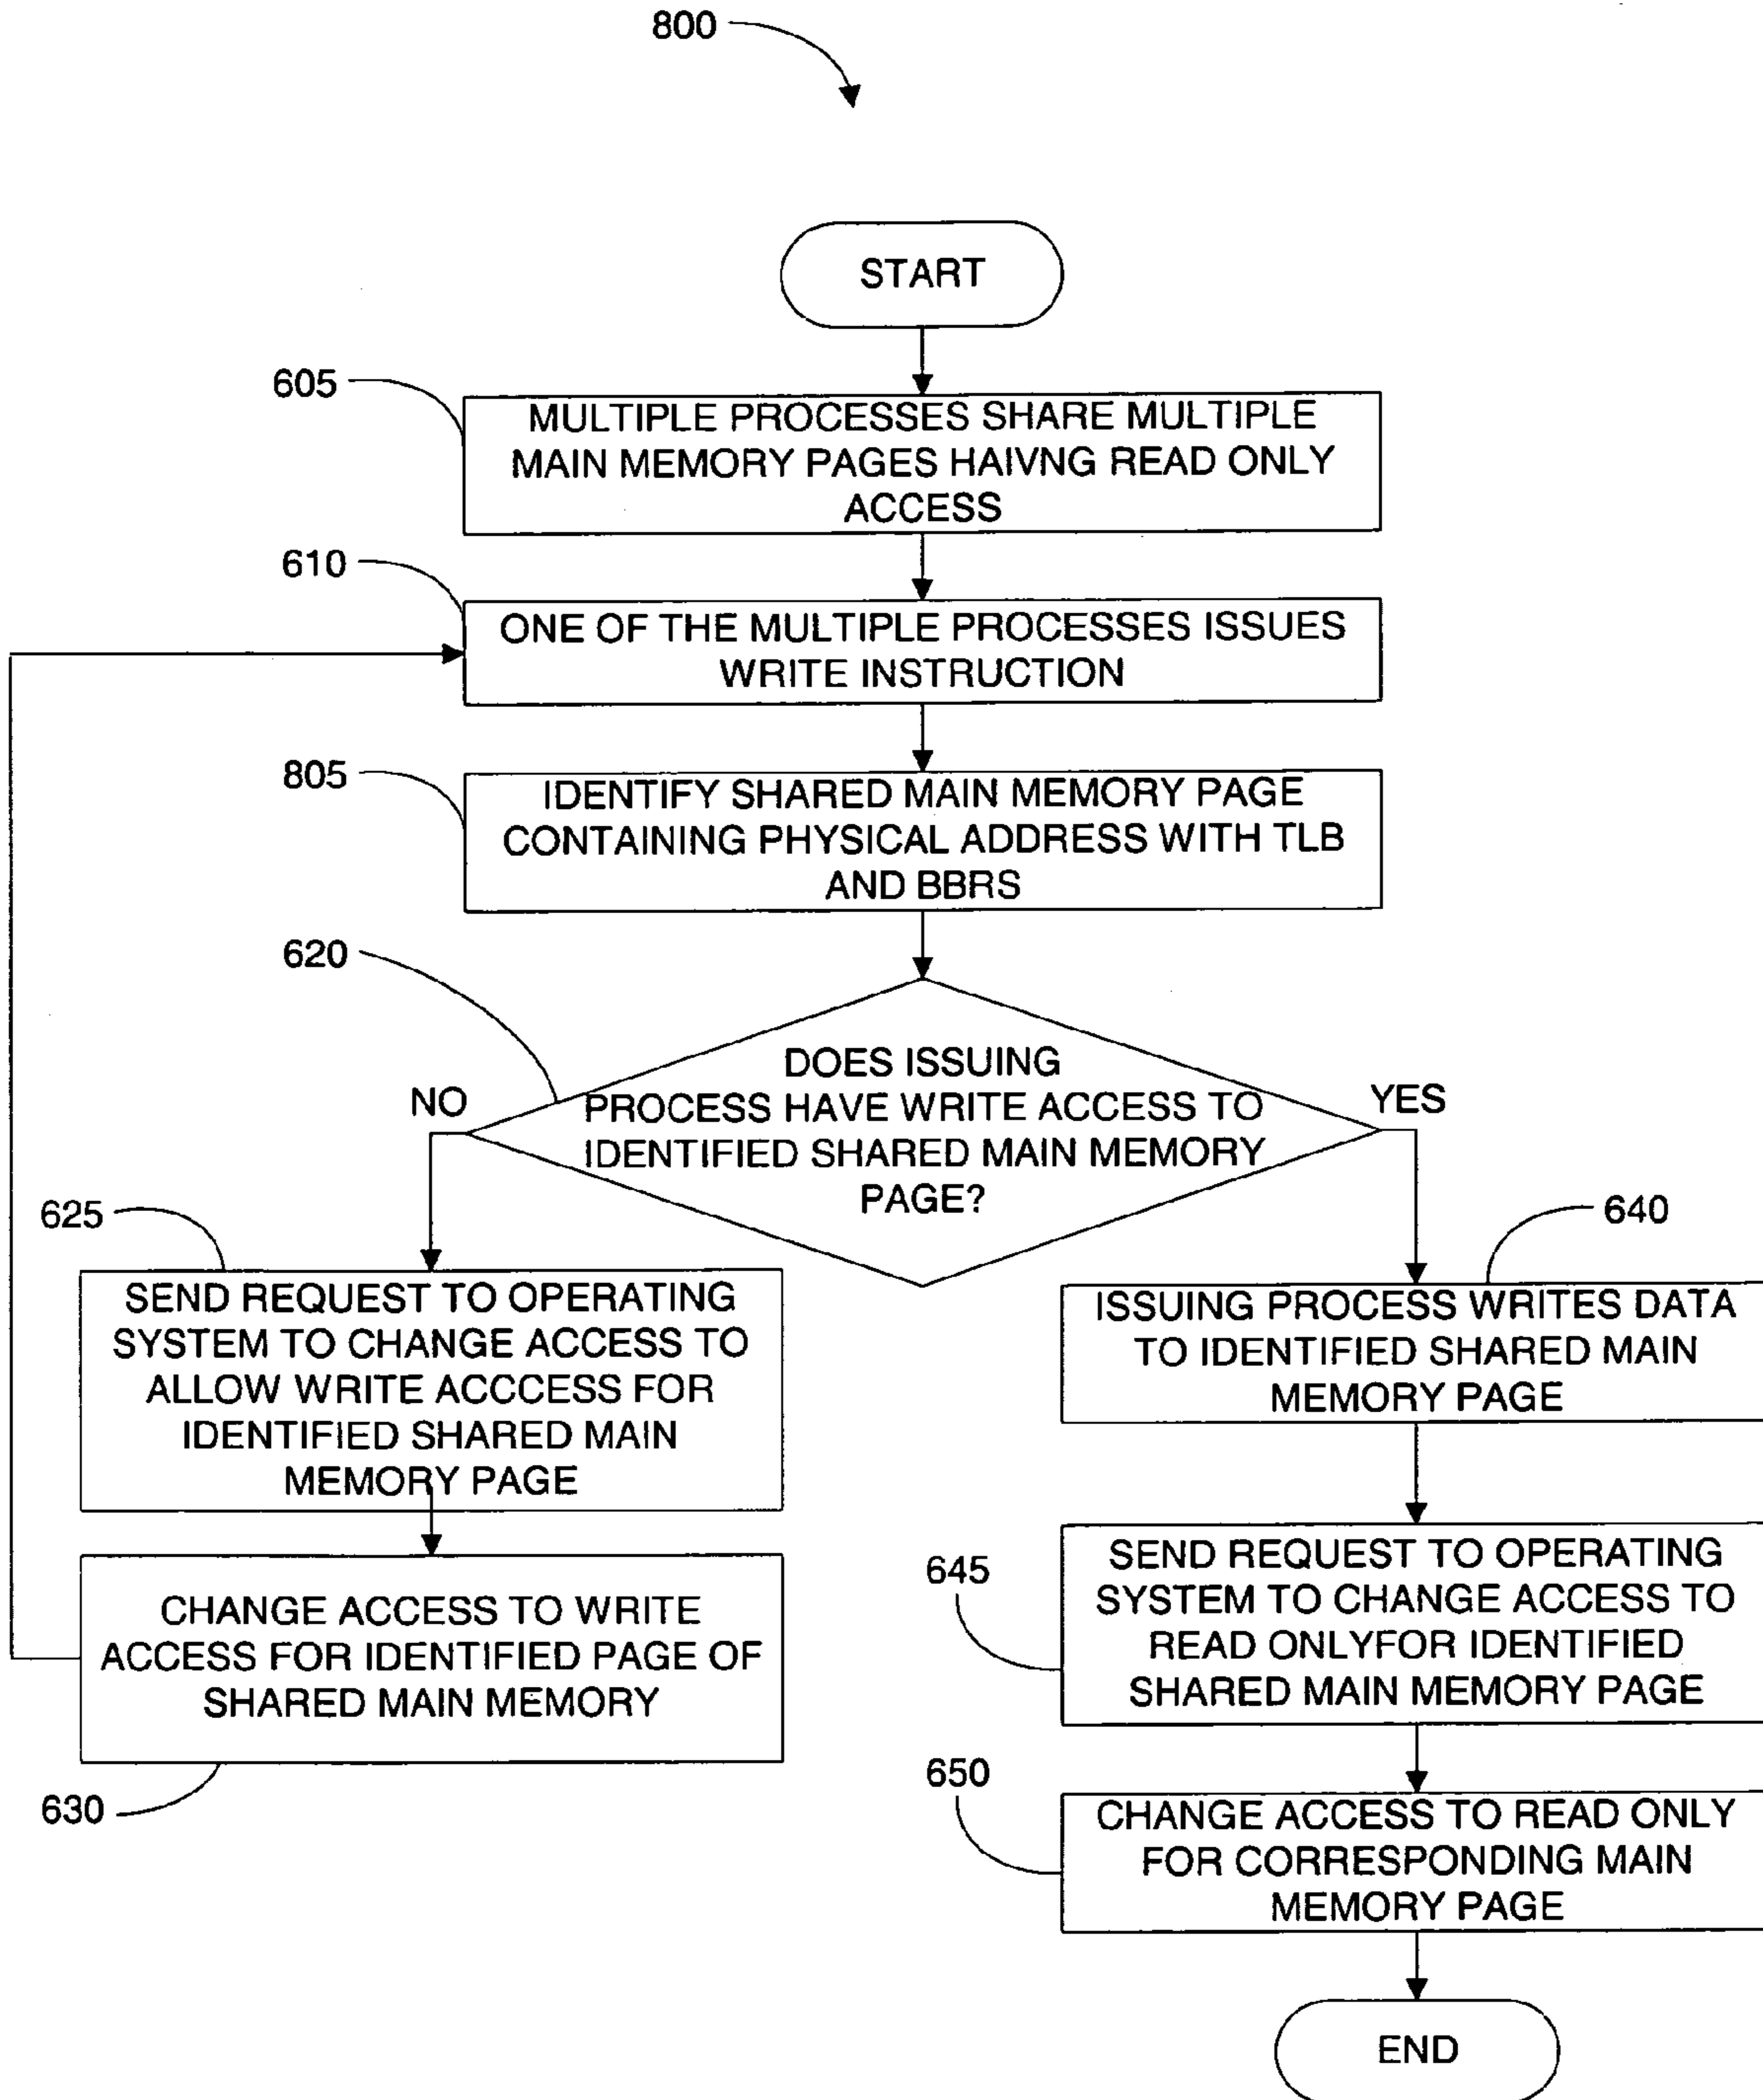 800
START
605
MULTIPLE PROCESSES SHARE MULTIPLE
MAIN MEMORY PAGES HAIVNG READ ONLY
ACCESS
610
ONE OF THE MULTIPLE PROCESSES ISSUES
WRITE INSTRUCTION
805
IDENTIFY SHARED MAIN MEMORY PAGE
CONTAINING PHYSICAL ADDRESS WITH TLB
AND BBRS
620
DOES ISSUING
PROCESS HAVE WRITE ACCESS TO
IDENTIFIED SHARED MAIN MEMORY
PAGE?
NO
YES
625
SEND REQUEST TO OPERATING
SYSTEM TO CHANGE ACCESS TO
ALLOW WRITE ACCCESS FOR
IDENTIFIED SHARED MAIN
MEMORY PAGE
CHANGE ACCESS TO WRITE
ACCESS FOR IDENTIFIED PAGE OF
SHARED MAIN MEMORY
630
640
ISSUING PROCESS WRITES DATA
TO IDENTIFIED SHARED MAIN
MEMORY PAGE
645
SEND REQUEST TO OPERATING
SYSTEM TO CHANGE ACCESS TO
READ ONLYFOR IDENTIFIED
SHARED MAIN MEMORY PAGE
650
CHANGE ACCESS TO READ ONLY
FOR CORRESPONDING MAIN
MEMORY PAGE
END